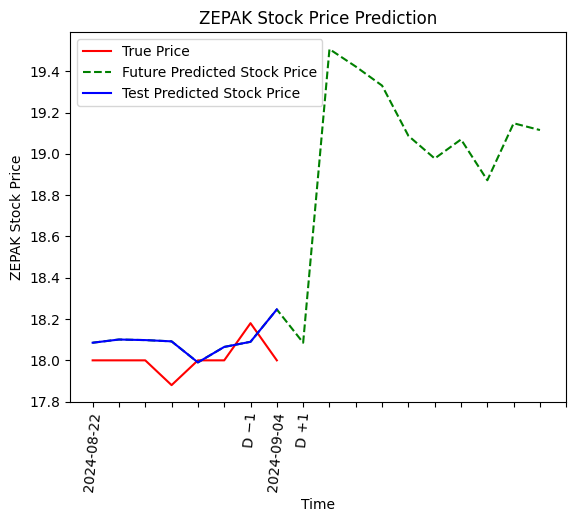 ZEPAK Stock Price Prediction
True Price
Future Predicted Stock Price
Test Predicted Stock Price
ZEPAK Stock Price
19.4
19.2
19.0
18.8
18.6
18.4
18.2
18.0
17.8
2024-08-22
D −1
2024-09-04
D +1
Time